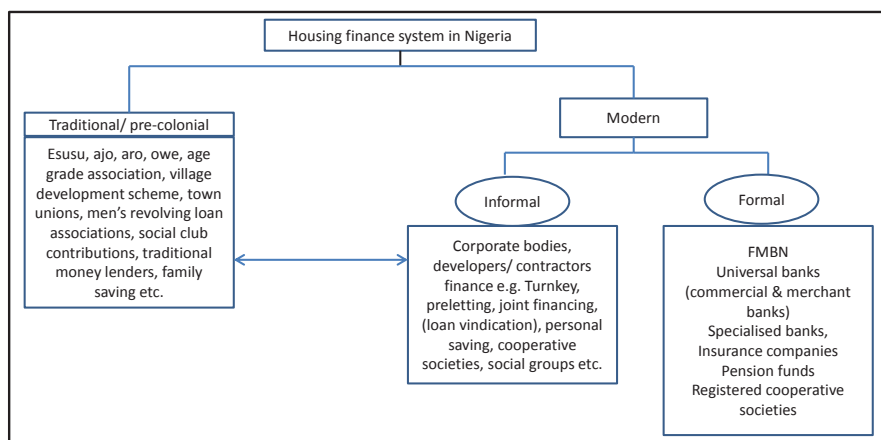 Housing finance system in Nigeria
Traditional/ pre-colonial
Esusu, ajo, aro, owe, age
grade association, village
development scheme, town
unions, men's revolving loan
associations, social club
contributions, traditional
money lenders, family
saving etc.
Modern
Informal
Corporate bodies,
developers/ contractors
finance e.g. Turnkey,
preletting, joint financing,
(loan vindication), personal
saving, cooperative
societies, social groups etc.
Formal
FMBN
Universal banks
(commercial & merchant
banks)
Specialised banks,
Insurance companies
Pension funds
Registered cooperative
societies